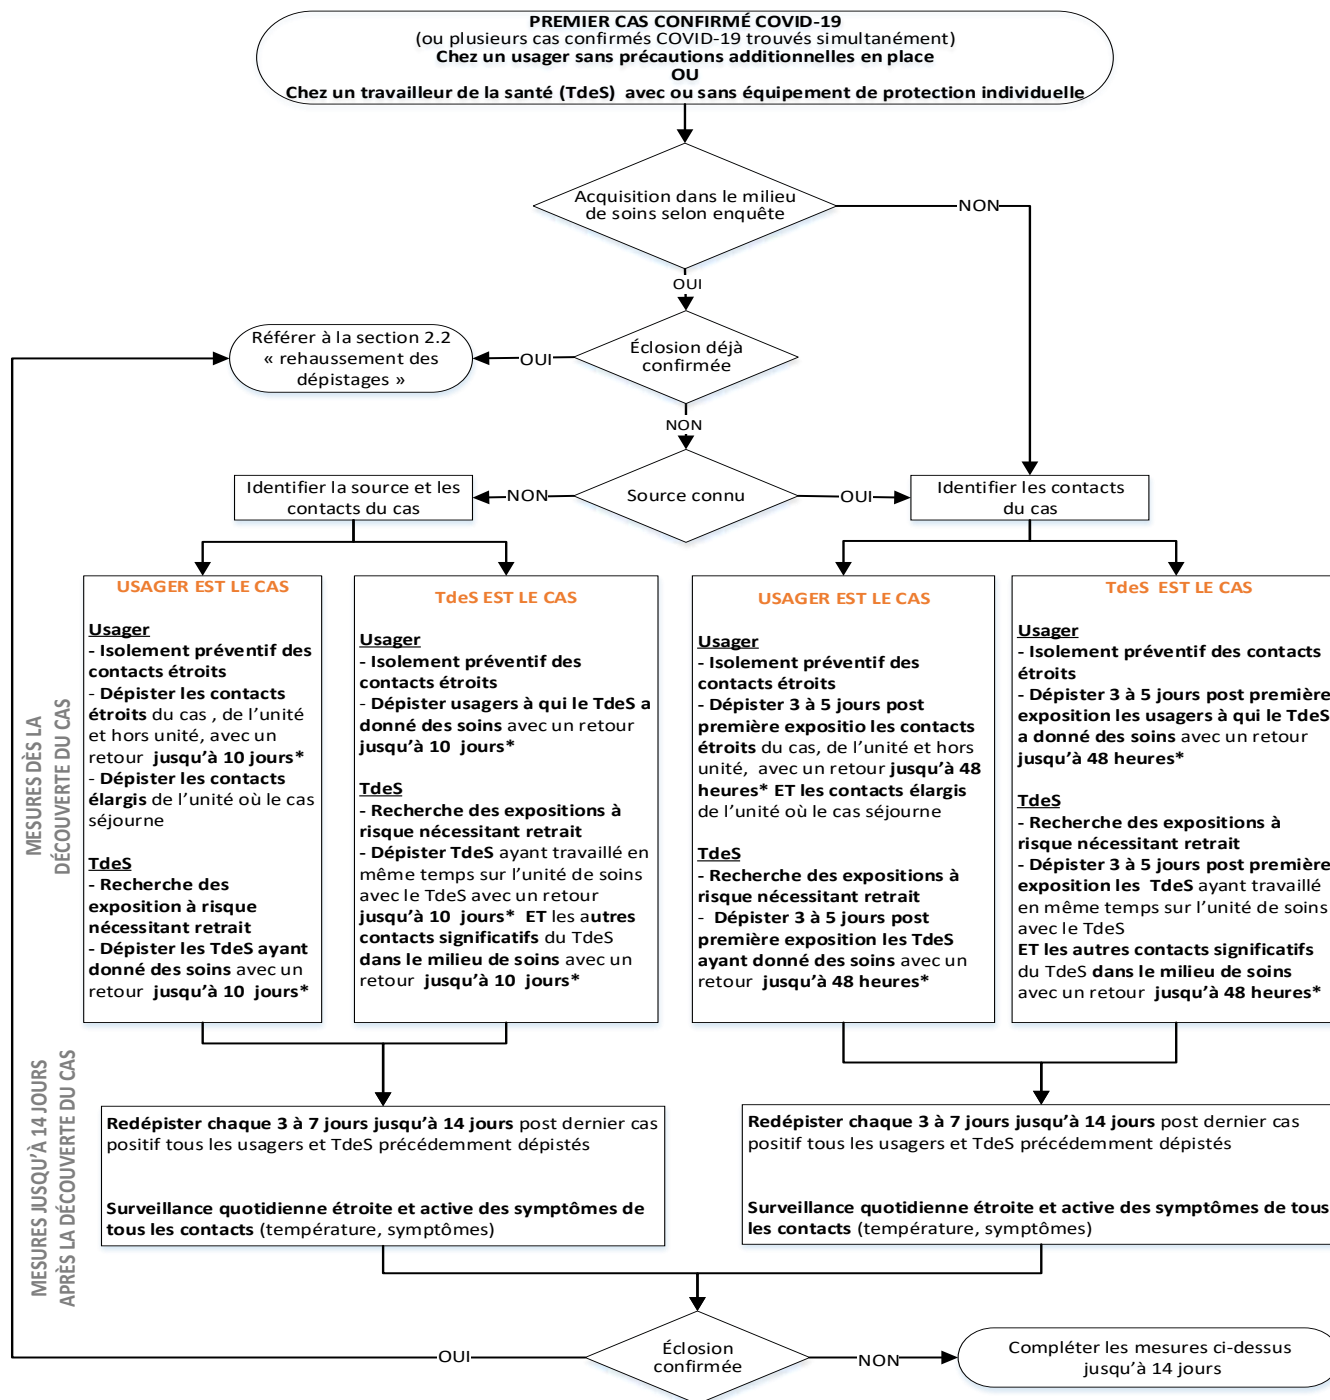 PREMIER CAS CONFIRMÉ COVID-19
(ou plusieurs cas confirmés COVID-19 trouvés simultanément)
Chez un usager sans précautions additionnelles en place
OU
Chez un travailleur de la santé (TdeS) avec ou sans équipement de protection individuelle
Acquisition dans le milieu
de soins selon enquête
NON
OUI
Référer à la section 2.2
« rehaussement des
dépistages »
OUI
Éclosion déjà
confirmée
NON
Identifier la source et les
contacts du cas
NON
Source connu
OUI
Identifier les contacts
du cas
MESURES DÈS LA
DÉCOUVERTE DU CAS
USAGER EST LE CAS
Usager
- Isolement préventif des
contacts étroits
- Dépister les contacts
étroits du cas , de l’unité
et hors unité, avec un
retour jusqu’à 10 jours*
- Dépister les contacts
élargis de l’unité où le cas
séjourne
TdeS
- Recherche des
exposition à risque
nécessitant retrait
- Dépister les TdeS ayant
donné des soins avec un
retour jusqu’à 10 jours*
TdeS EST LE CAS
Usager
- Isolement préventif des
contacts étroits
- Dépister usagers à qui le TdeS a
donné des soins avec un retour
jusqu’à 10 jours*
TdeS
- Recherche des expositions à
risque nécessitant retrait
- Dépister TdeS ayant travaillé en
même temps sur l’unité de soins
avec le TdeS avec un retour
jusqu’à 10 jours* ET les autres
contacts significatifs du TdeS
dans le milieu de soins avec un
retour jusqu’à 10 jours*
USAGER EST LE CAS
Usager
- Isolement préventif des
contacts étroits
- Dépister 3 à 5 jours post
première expositio les contacts
étroits du cas, de l’unité et hors
unité, avec un retour jusqu’à 48
heures* ET les contacts élargis
de l’unité où le cas séjourne
TdeS
- Recherche des expositions à
risque nécessitant retrait
- Dépister 3 à 5 jours post
première exposition les TdeS
ayant donné des soins avec un
retour jusqu’à 48 heures*
TdeS EST LE CAS
Usager
- Isolement préventif des contacts
étroits
- Dépister 3 à 5 jours post première
exposition les usagers à qui le TdeS
a donné des soins avec un retour
jusqu’à 48 heures*
TdeS
- Recherche des expositions à
risque nécessitant retrait
- Dépister 3 à 5 jours post première
exposition les TdeS ayant travaillé
en même temps sur l’unité de soins
avec le TdeS
ET les autres contacts significatifs
du TdeS dans le milieu de soins
avec un retour jusqu’à 48 heures*
MESURES JUSQU’À 14 JOURS
APRÈS LA DÉCOUVERTE DU CAS
Redépister chaque 3 à 7 jours jusqu’à 14 jours post dernier cas
positif tous les usagers et TdeS précédemment dépistés
Surveillance quotidienne étroite et active des symptômes de
tous les contacts (température, symptômes)
Redépister chaque 3 à 7 jours jusqu’à 14 jours post dernier cas
positif tous les usagers et TdeS précédemment dépistés
Surveillance quotidienne étroite et active des symptômes de tous
les contacts (température, symptômes)
OUI
Éclosion
confirmée
NON
Compléter les mesures ci-dessus
jusqu’à 14 jours